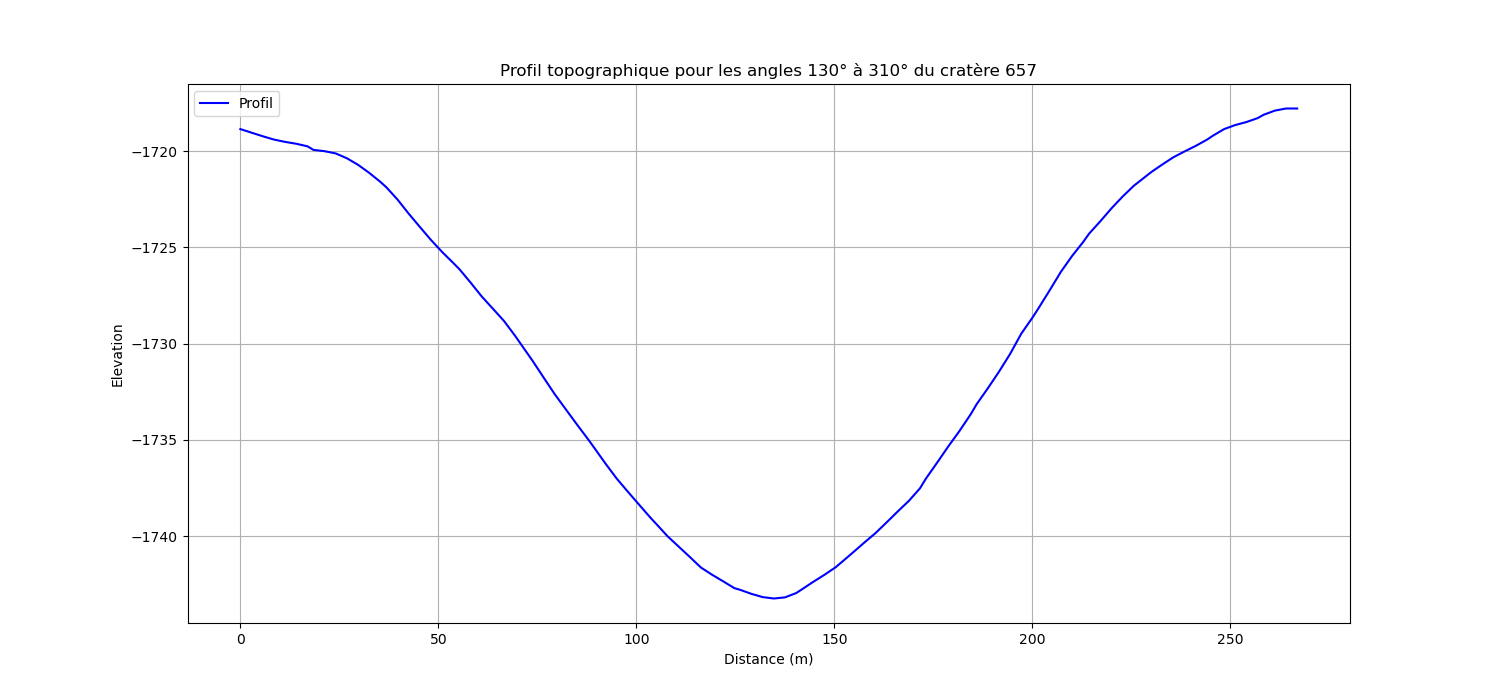 Profil topographique pour les angles 130° à 310° du cratère 657
Profil
−1720
−1725
−1730
−1735
−1740
Elevation
0 50 100 150 200 250
Distance (m)